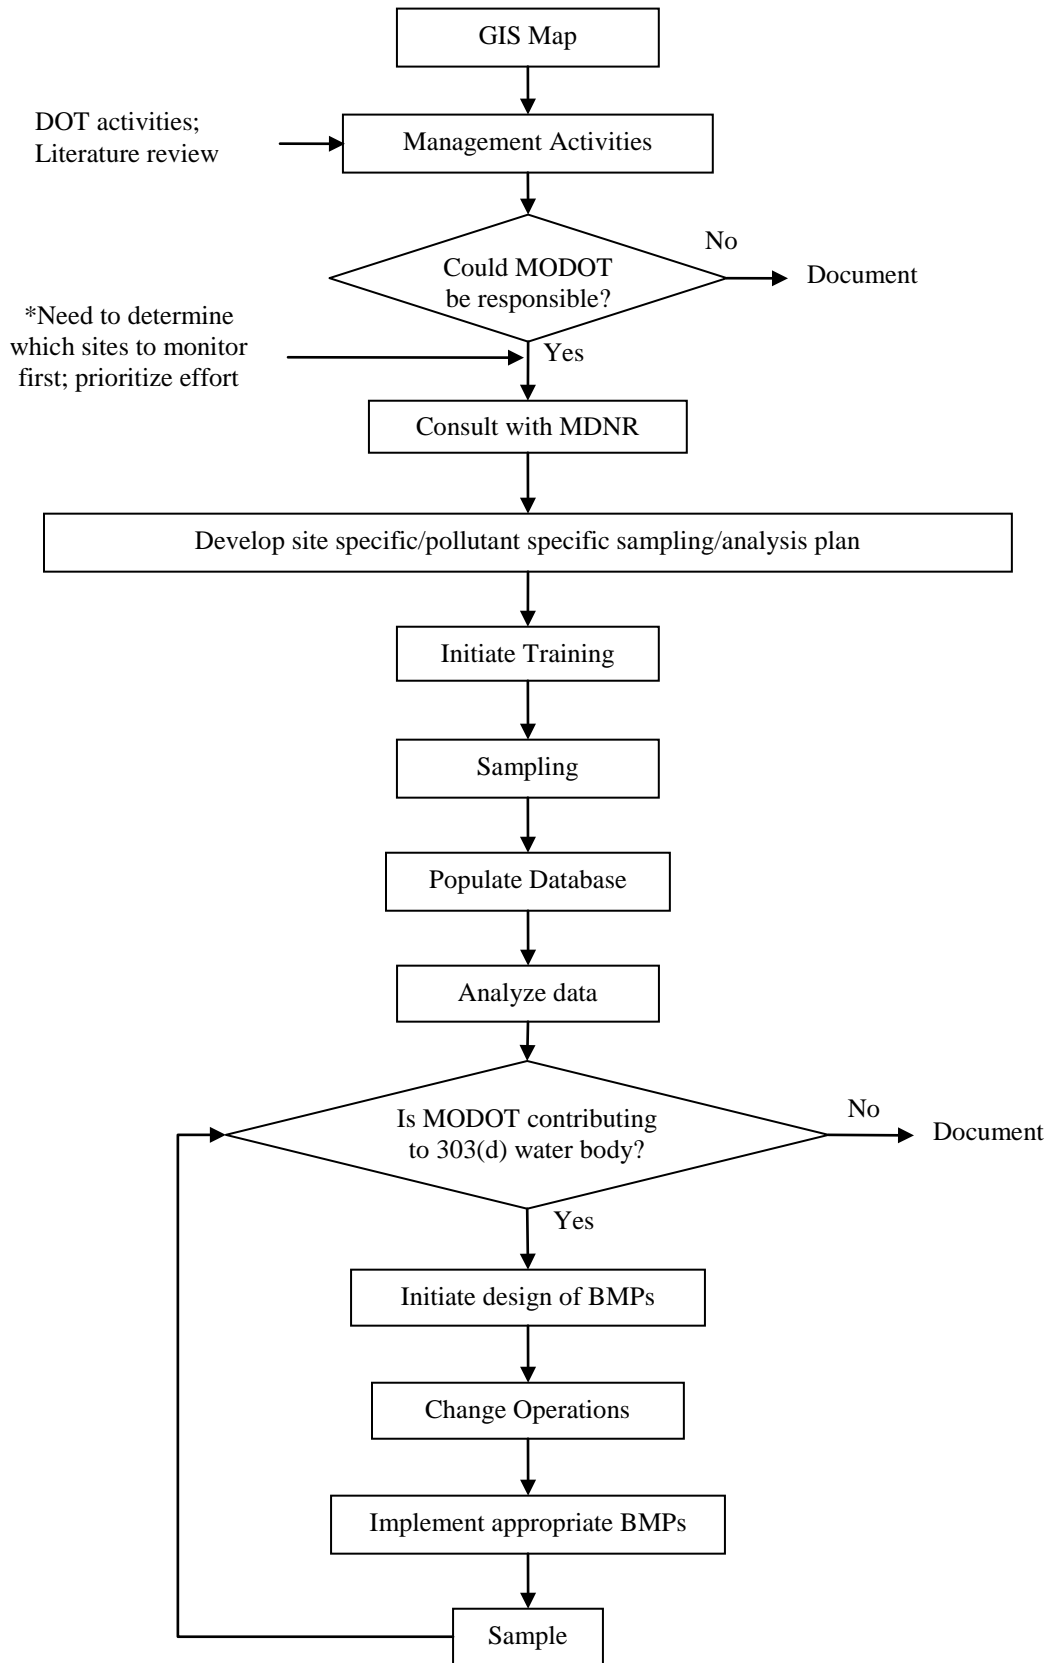 GIS Map
DOT activities;
Literature review
Management Activities
No
Could MODOT
be responsible?
Document
*Need to determine
which sites to monitor
first; prioritize effort
Yes
Consult with MDNR
Develop site specific/pollutant specific sampling/analysis plan
Initiate Training
Sampling
Populate Database
Analyze data
No
Is MODOT contributing
to 303(d) water body?
Document
Yes
Initiate design of BMPs
Change Operations
Implement appropriate BMPs
Sample